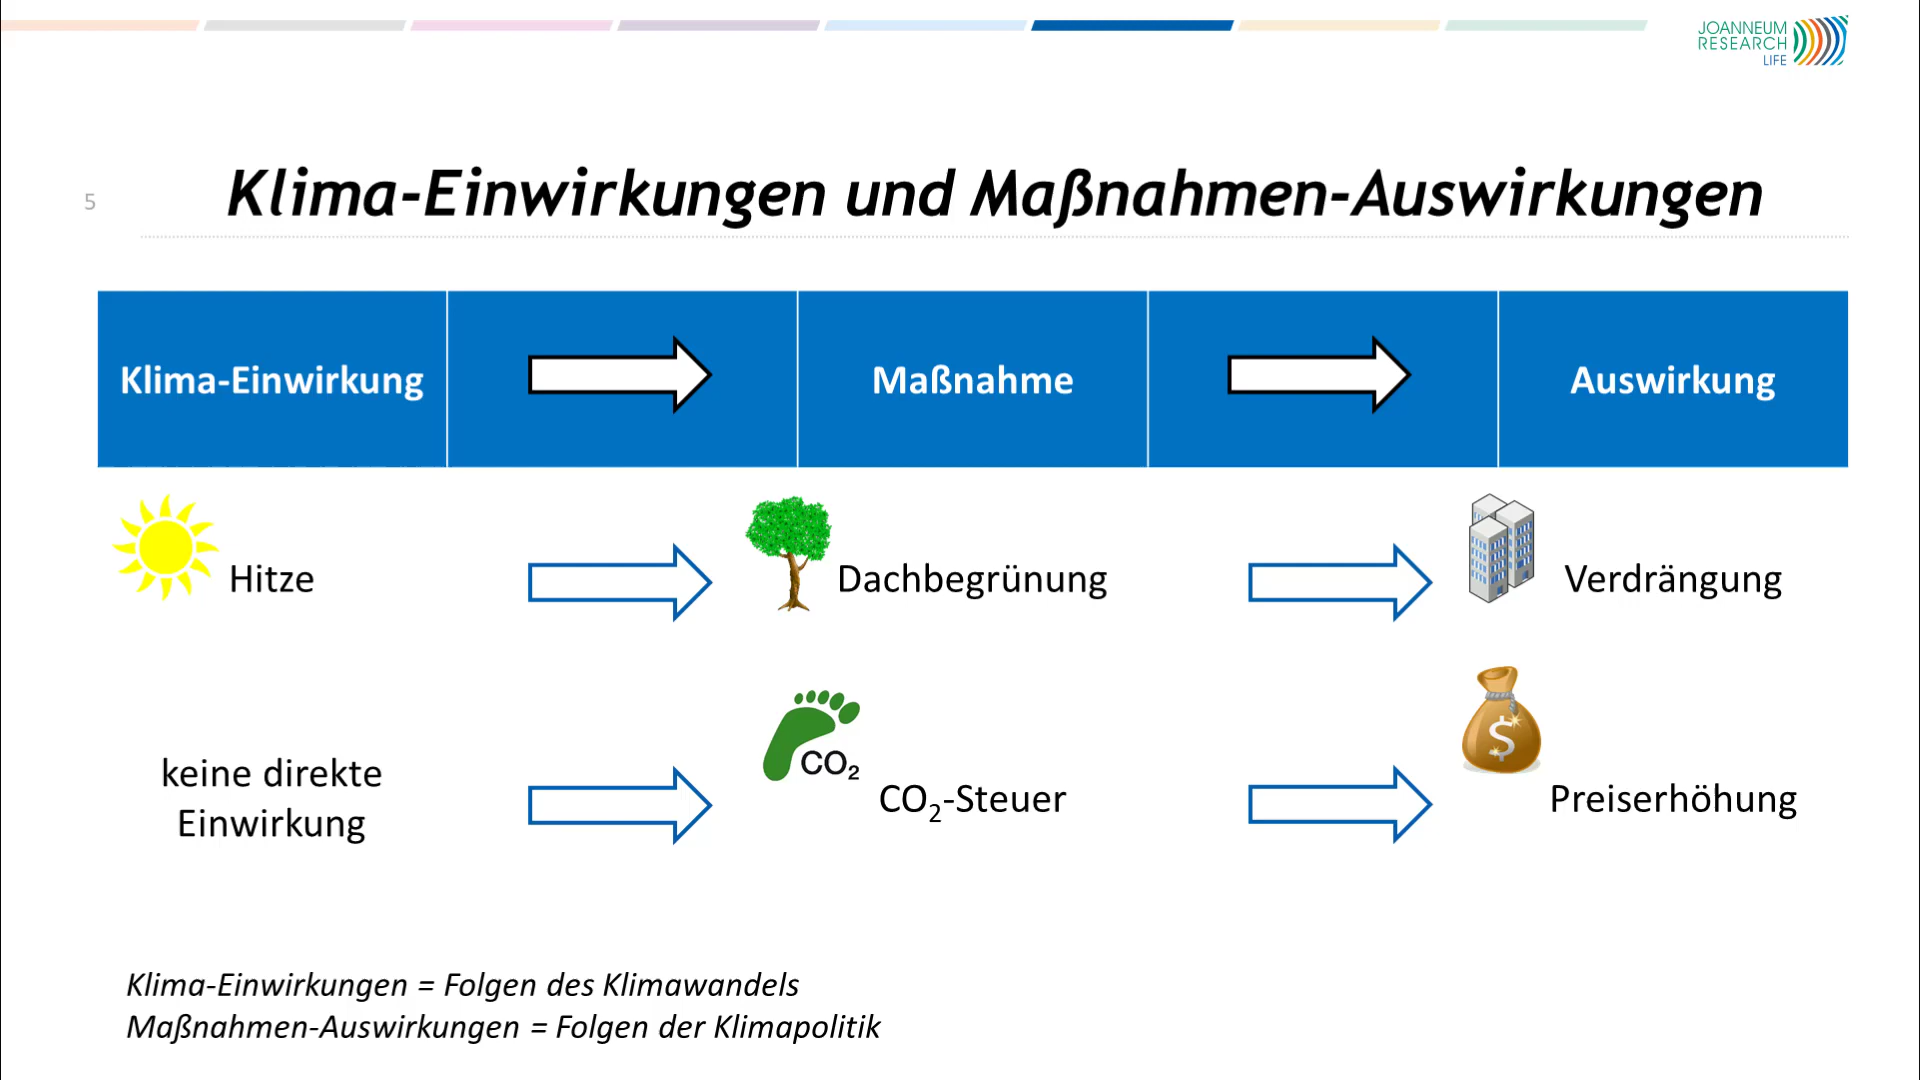 JOANNEUM
RESEARCH
LIFE
5
Klima-Einwirkungen und Maßnahmen-Auswirkungen
Klima-Einwirkung
Maßnahme
Auswirkung
Hitze
Dachbegrünung
Verdrängung
$
CO₂
keine direkte
Einwirkung
CO₂-Steuer
Preiserhöhung
Klima-Einwirkungen = Folgen des Klimawandels
Maßnahmen-Auswirkungen = Folgen der Klimapolitik